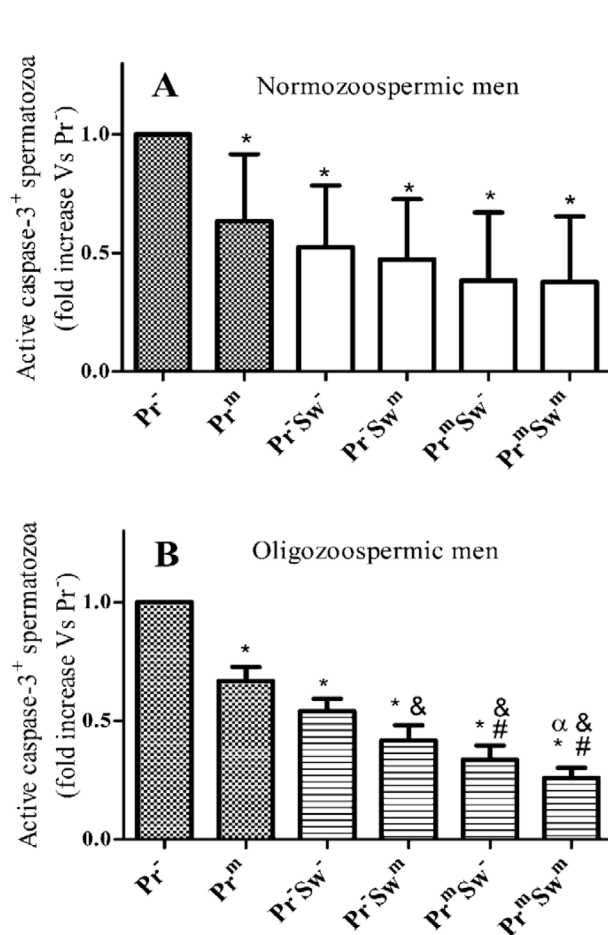 A Normozoospermic men
Active caspase-3⁺ spermatozoa
(fold increase Vs Pr⁻)
1.0
0.5
0.0
* * * * *
Pr⁻ Prᵐ Pr⁻Sw⁻ Pr⁻Swᵐ PrᵐSw⁻ PrᵐSwᵐ
B Oligozoospermic men
Active caspase-3⁺ spermatozoa
(fold increase Vs Pr⁻)
1.0
0.5
0.0
*
*
* &
&
* #
α &
* #
Pr⁻ Prᵐ Pr⁻Sw⁻ Pr⁻Swᵐ PrᵐSw⁻ PrᵐSwᵐ